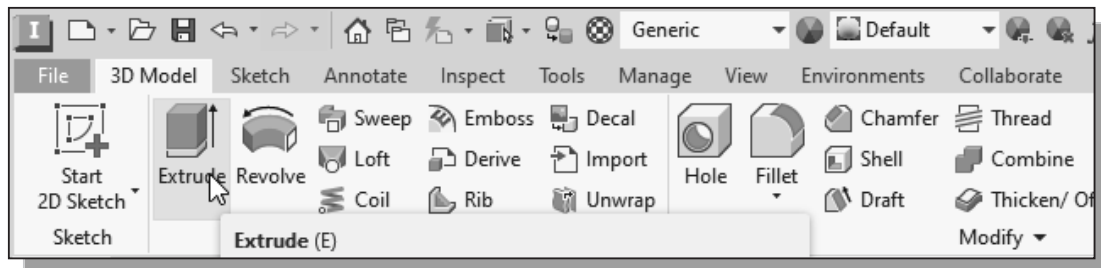 I Generic Default
File 3D Model Sketch Annotate Inspect Tools Manage View Environments Collaborate
Sweep Emboss Decal Chamfer Thread
Loft Derive Import Shell Combine
Start Extrude Revolve Hole Fillet
2D Sketch Coil Rib Unwrap Draft Thicken/ Of
Sketch Extrude (E) Modify